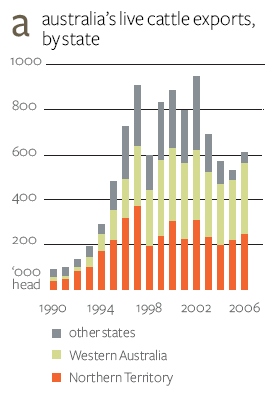 a
australia's live cattle exports,
by state
1000
800
600
400
200
'000
head
1990 1994 1998 2002 2006
other states
Western Australia
Northern Territory